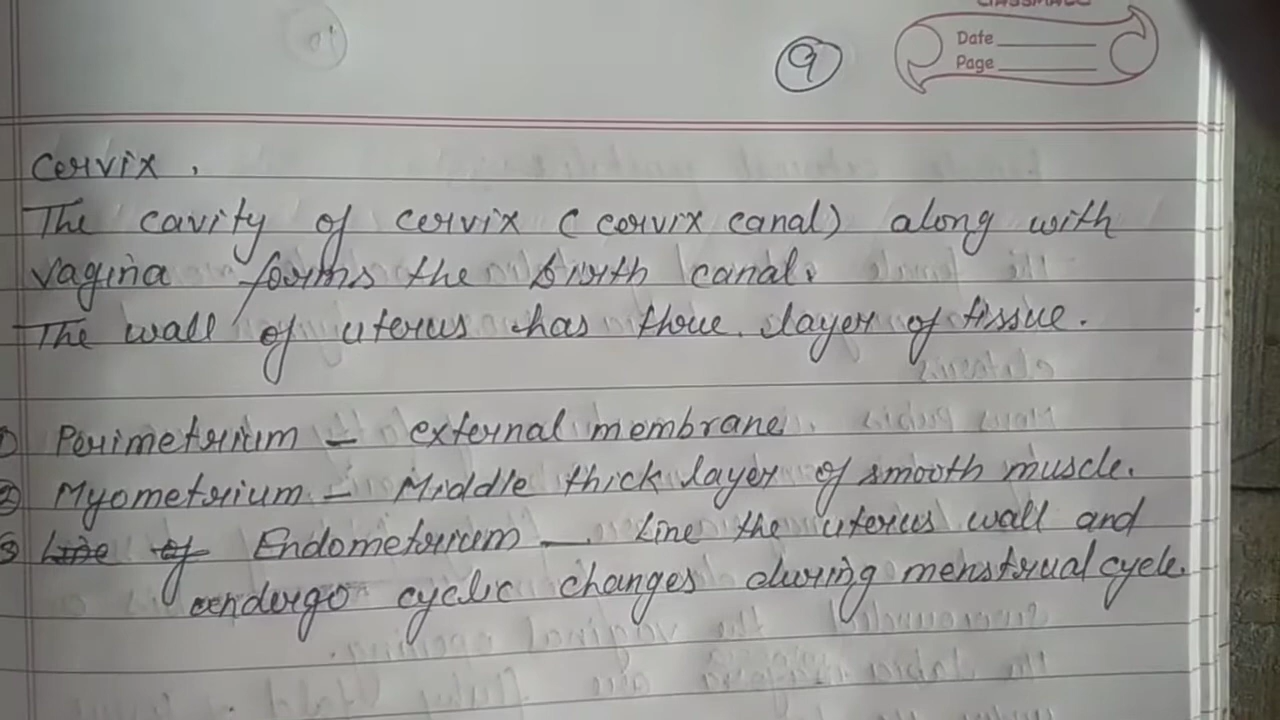 9
Date
Page
Cervix.
The cavity of cervix (cervix canal) along with
vagina forms the birth canal.
The wall of uterus has three layer of tissue.
① Perimetrium – external membrane.
② Myometrium – Middle thick layer of smooth muscle.
③ Line of Endometrium – Line the uterus wall and
undergo cyclic changes during menstrual cycle.